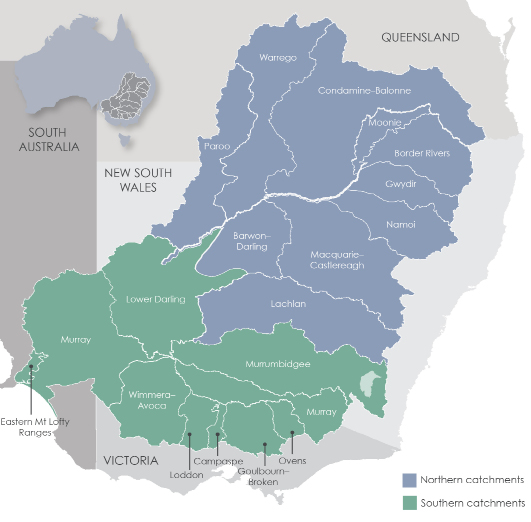 QUEENSLAND
Warrego
Condamine–Balonne
Moonie
SOUTH
AUSTRALIA
Paroo
Border Rivers
NEW SOUTH
WALES
Gwydir
Namoi
Barwon–
Darling
Macquarie–
Castlereagh
Lower Darling
Lachlan
Murray
Murrumbidgee
Wimmera–
Avoca
Murray
Eastern Mt Lofty
Ranges
VICTORIA
Loddon
Campaspe
Goulbourn–
Broken
Ovens
Northern catchments
Southern catchments